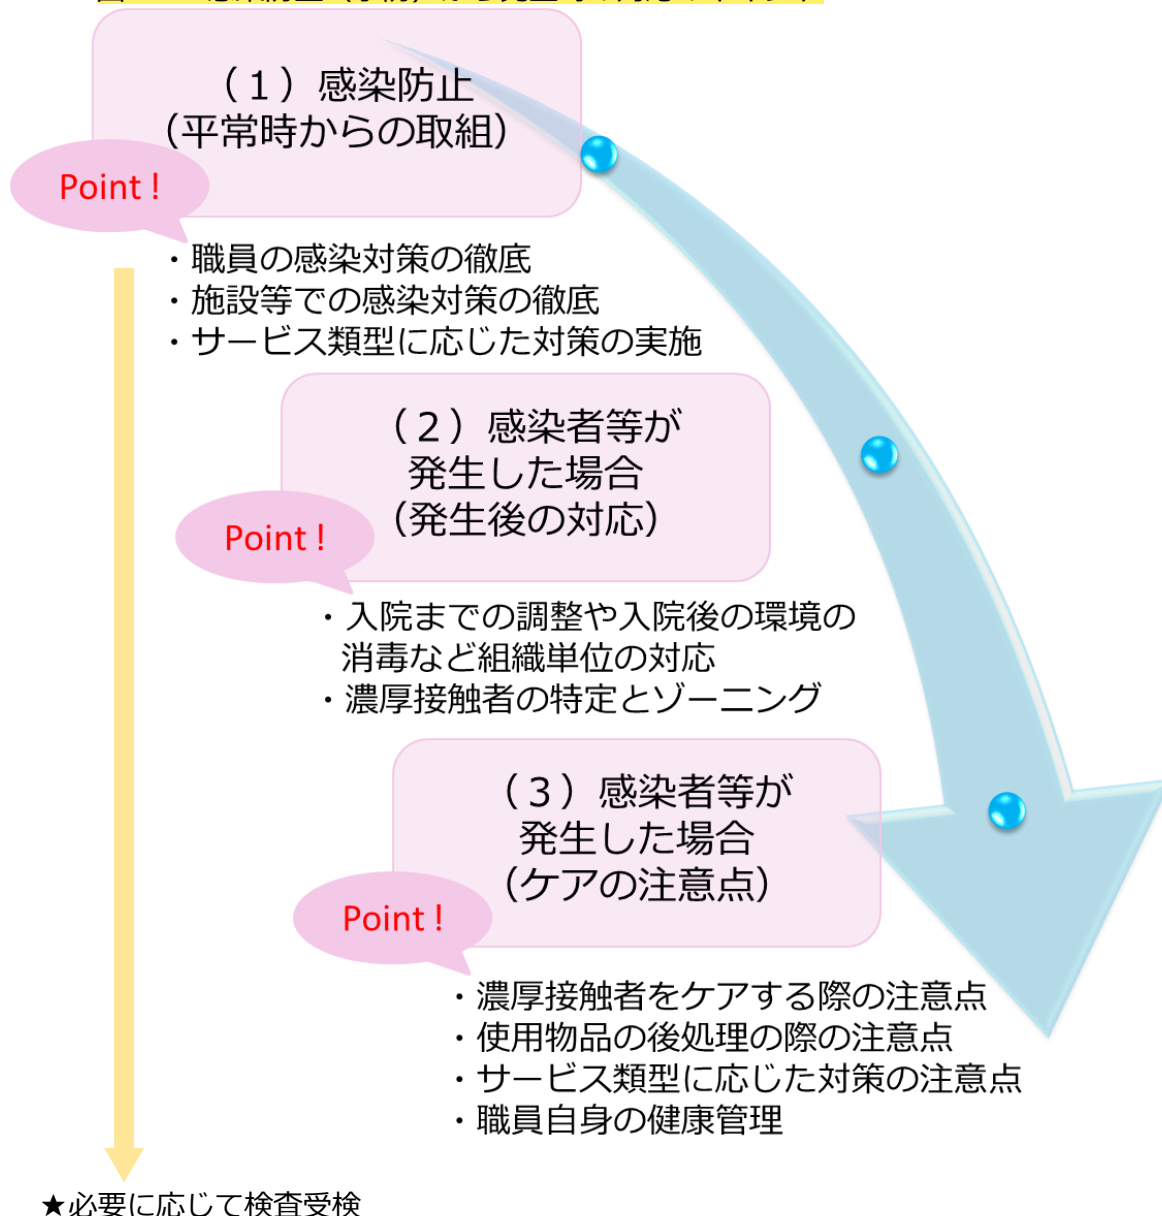 （１）感染防止
（平常時からの取組）
Point !
・職員の感染対策の徹底
・施設等での感染対策の徹底
・サービス類型に応じた対策の実施
（２）感染者等が
発生した場合
（発生後の対応）
Point !
・入院までの調整や入院後の環境の
消毒など組織単位の対応
・濃厚接触者の特定とゾーニング
（３）感染者等が
発生した場合
（ケアの注意点）
Point !
・濃厚接触者をケアする際の注意点
・使用物品の後処理の際の注意点
・サービス類型に応じた対策の注意点
・職員自身の健康管理
★必要に応じて検査受検